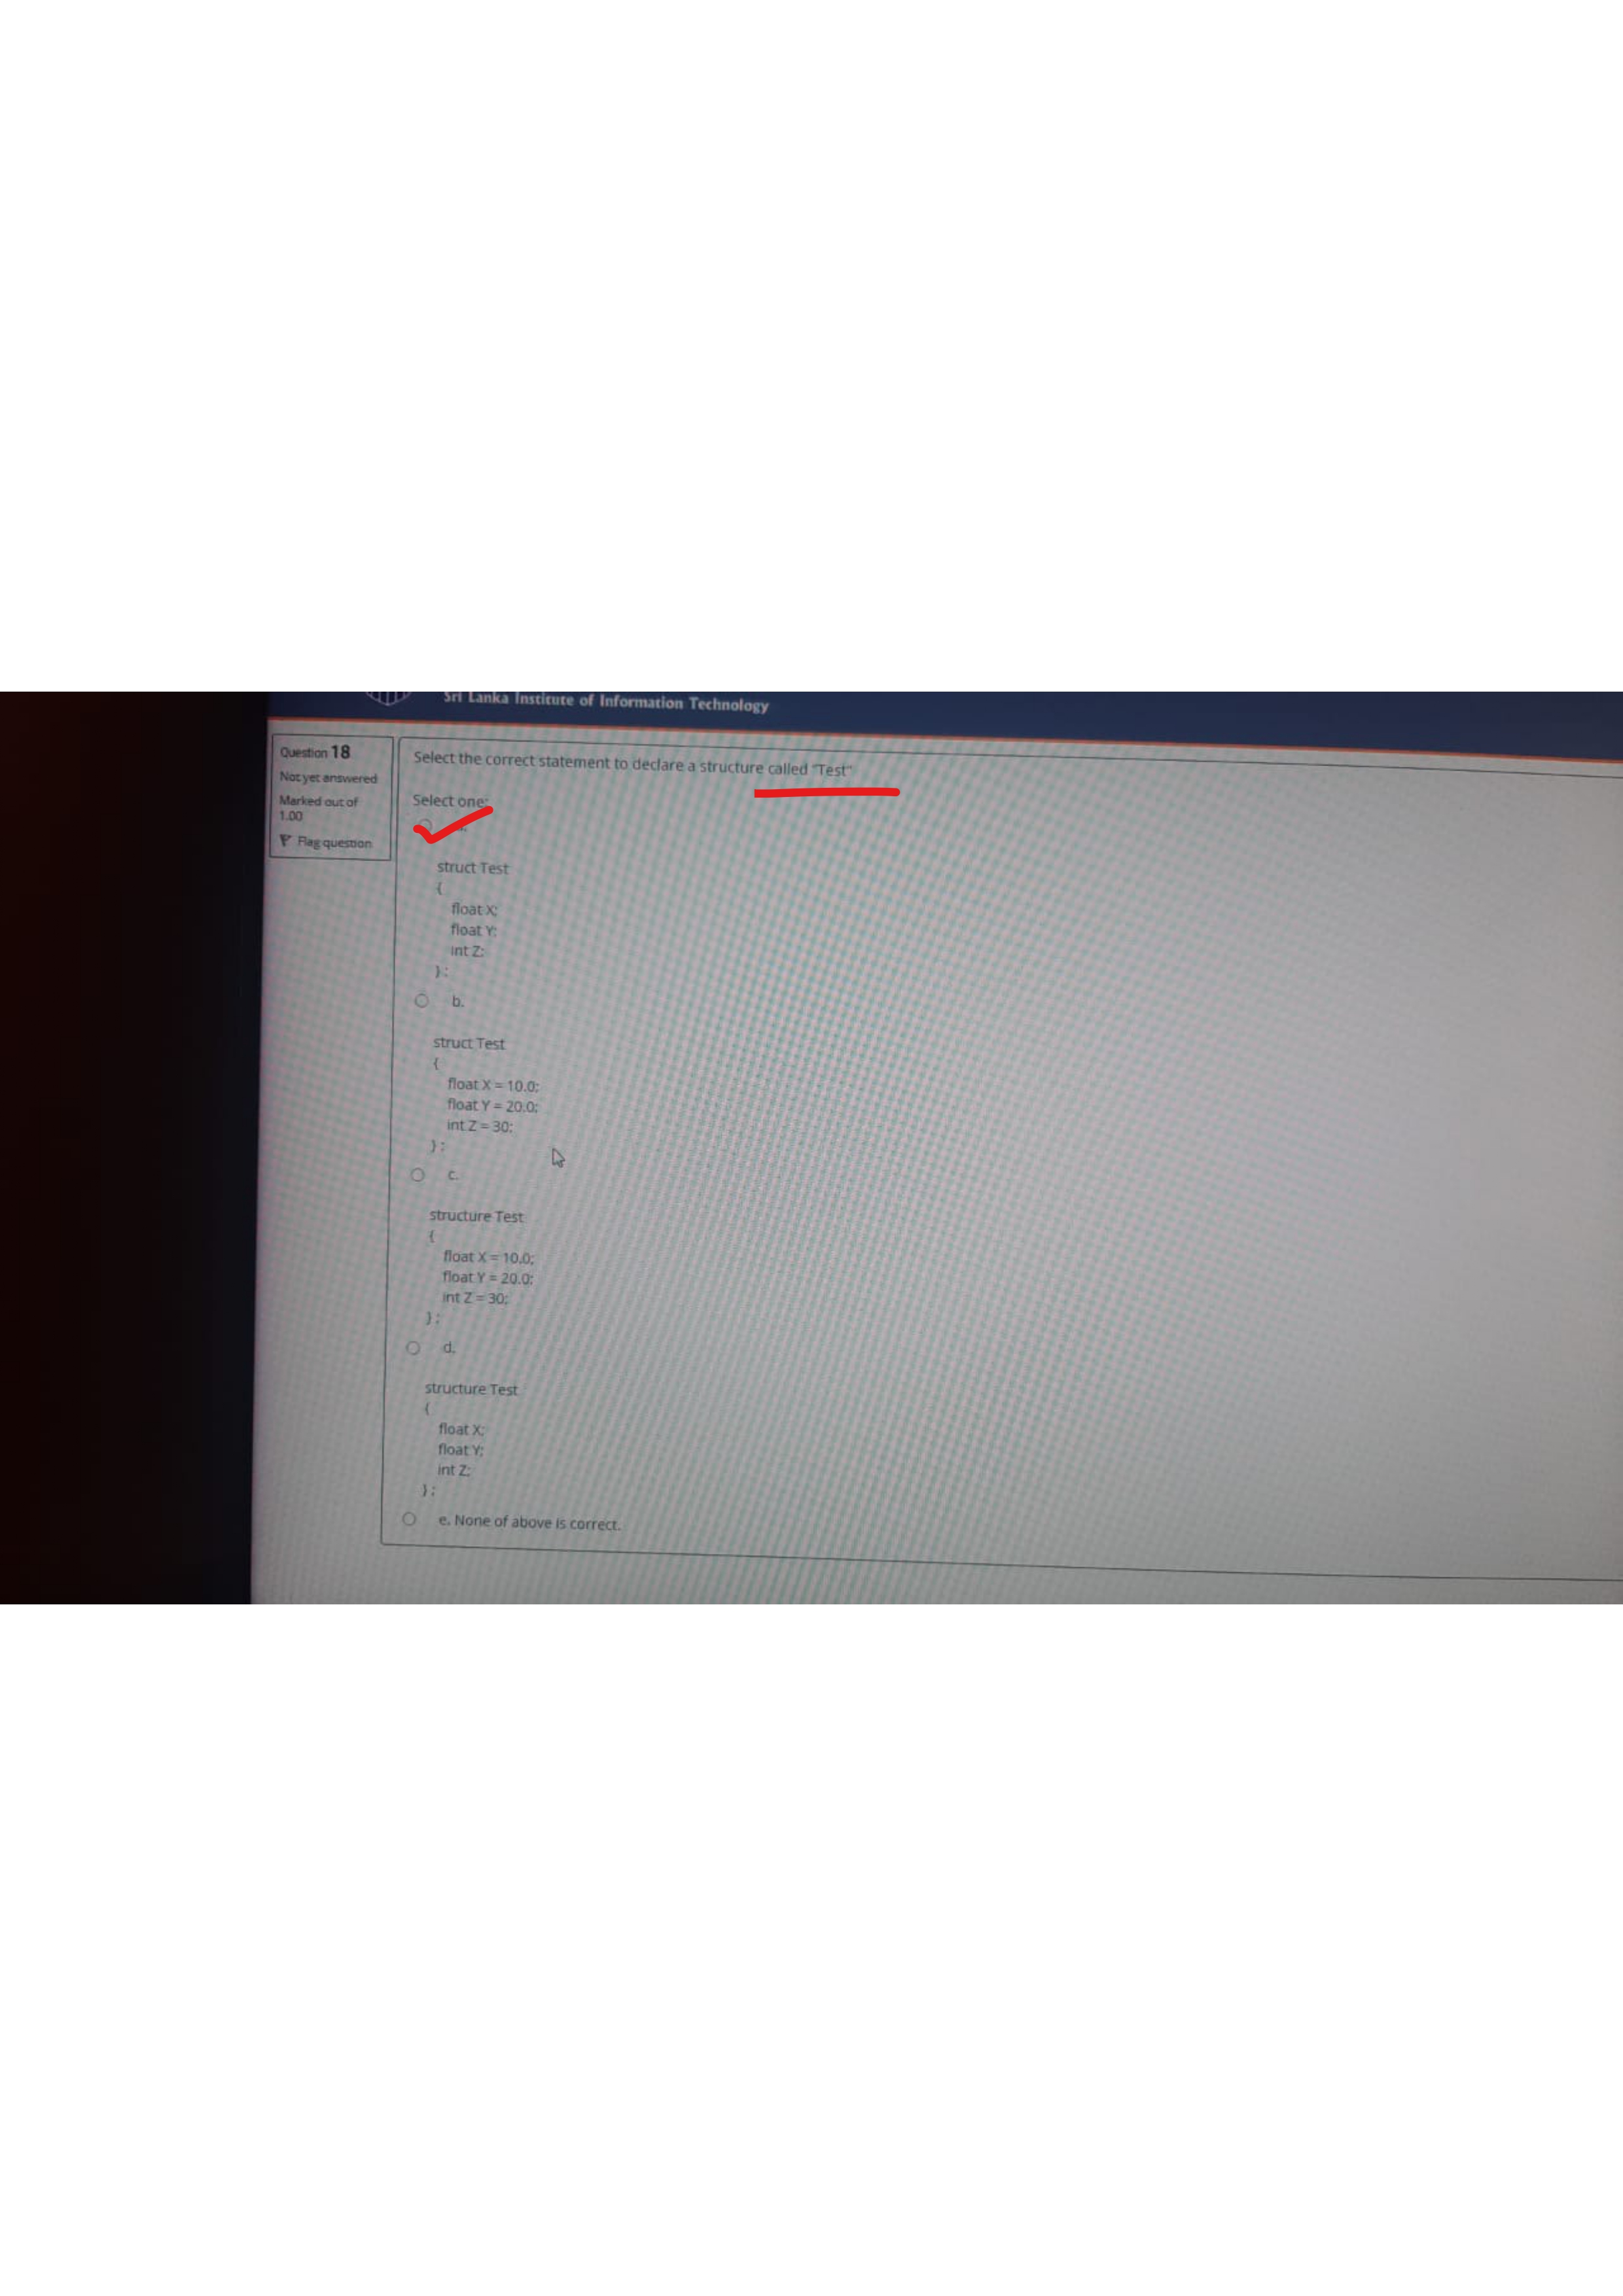 Sri Lanka Institute of Information Technology
Question 18
Not yet answered
Marked out of
1.00
Flag question
Select the correct statement to declare a structure called "Test"
Select one:
struct Test
{
float X;
float Y;
int Z;
};
b.
struct Test
{
float X = 10.0;
float Y = 20.0;
int Z = 30;
};
c.
structure Test
{
float X = 10.0;
float Y = 20.0;
int Z = 30;
};
d.
structure Test
{
float X;
float Y;
int Z;
};
e. None of above is correct.